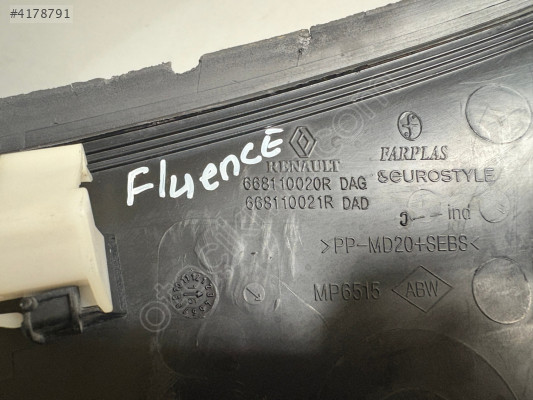 #4178791
Fluence
RENAULT
668110020R DAG
668110021R DAD
FARPLAS
&EUROSTYLE
ind
>PP-MD20+SEBS<
MP6515
ABW